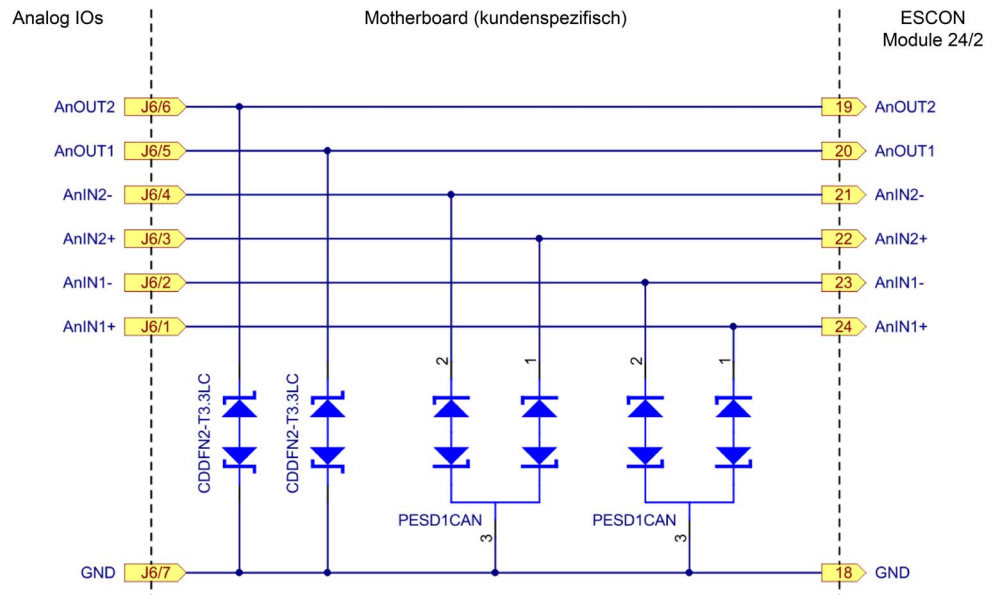 Analog IOs
Motherboard (kundenspezifisch)
ESCON
Module 24/2
AnOUT2 J6/6 19 AnOUT2
AnOUT1 J6/5 20 AnOUT1
AnIN2- J6/4 21 AnIN2-
AnIN2+ J6/3 22 AnIN2+
AnIN1- J6/2 23 AnIN1-
AnIN1+ J6/1 24 AnIN1+
2 1 2 1
CDDFN2-T3.3LC
CDDFN2-T3.3LC
PESD1CAN PESD1CAN
3 3
GND J6/7 18 GND